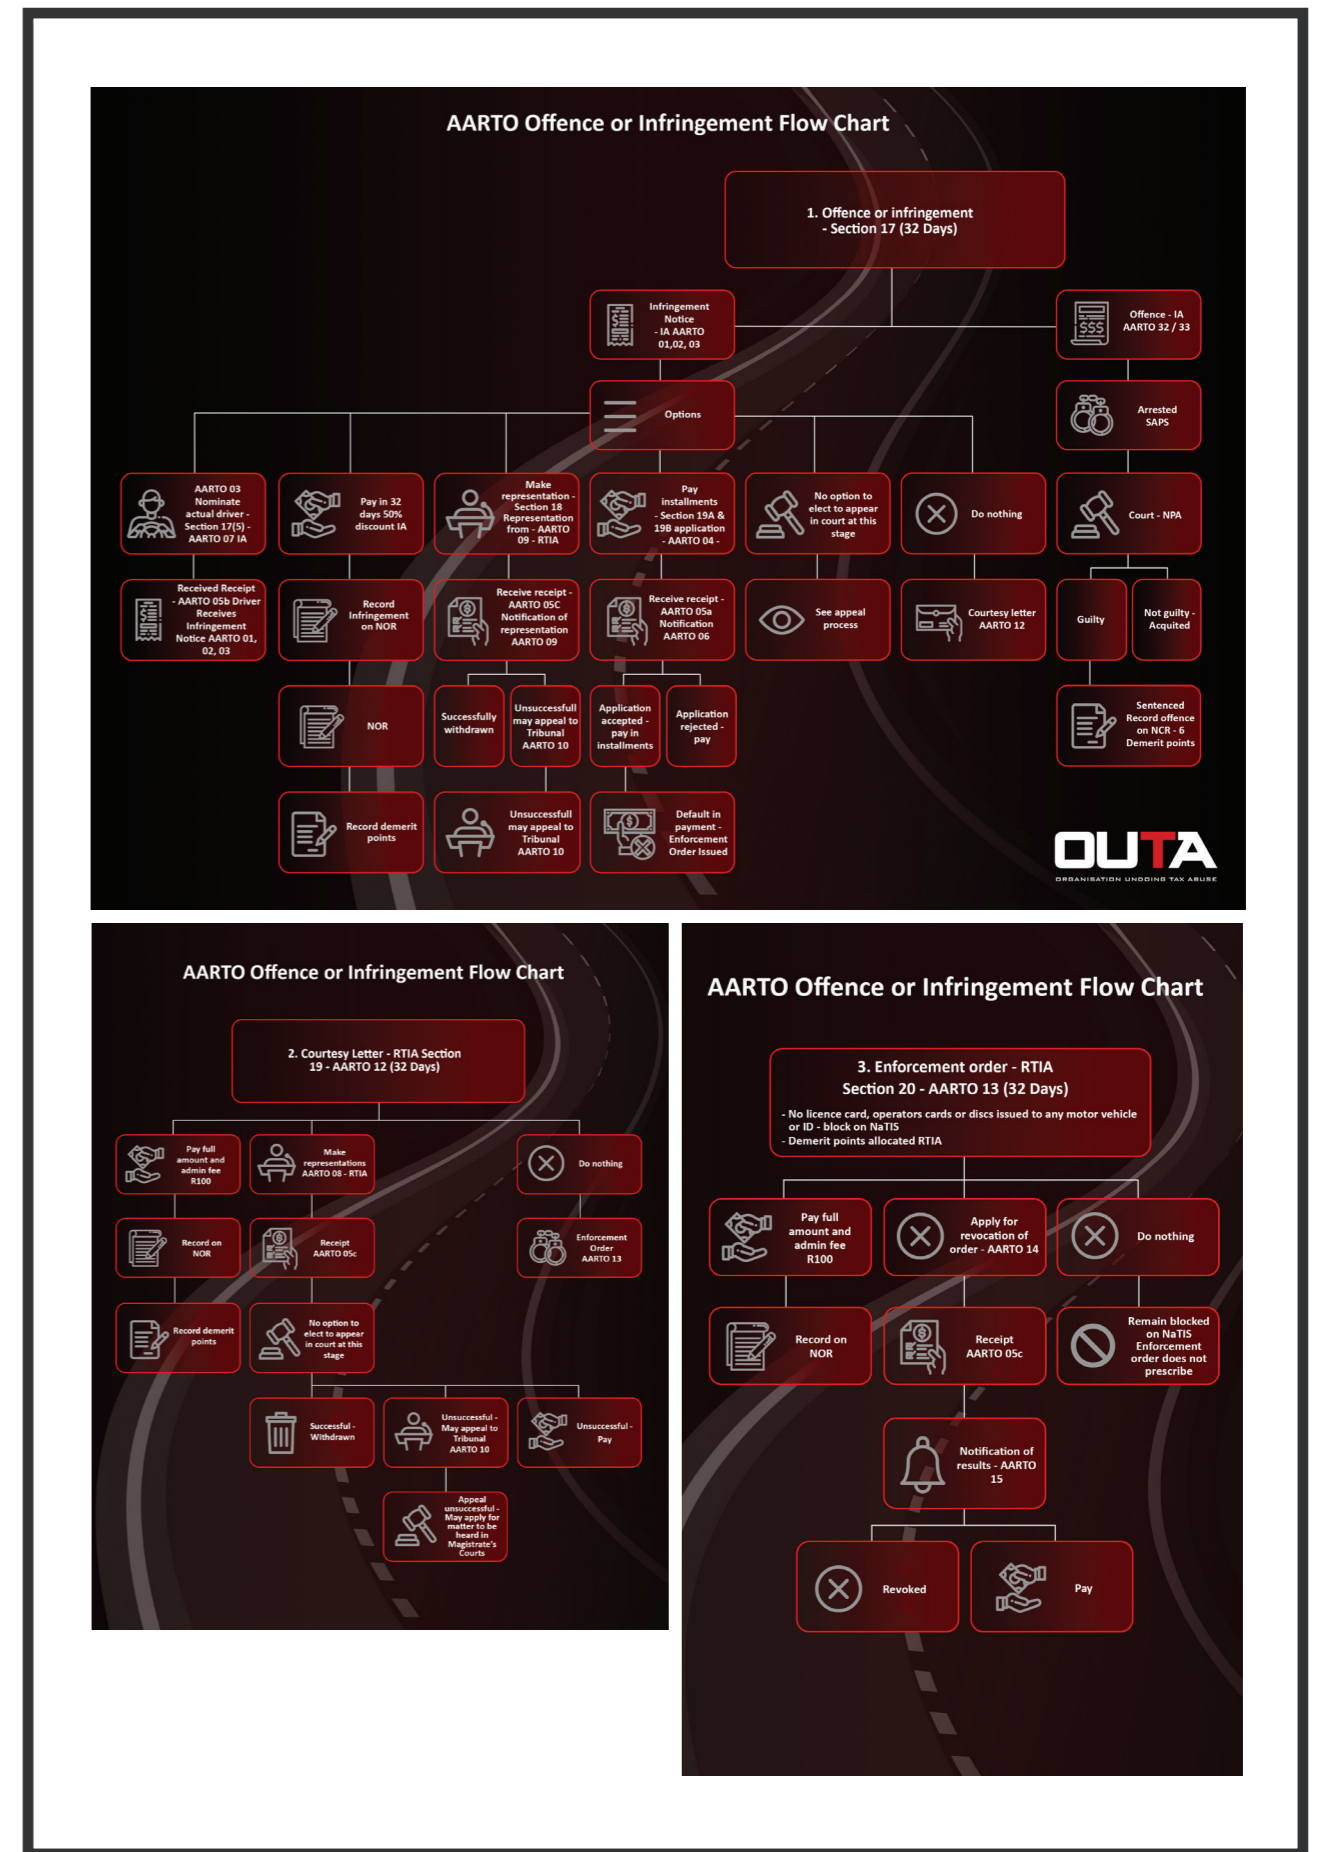 AARTO Offence or Infringement Flow Chart
1. Offence or infringement
- Section 17 (32 Days)
Infringement
Notice
- IA AARTO
01,02, 03
Offence - IA
AARTO 32 / 33
Options
Arrested
SAPS
AARTO 03
Nominate
actual driver -
Section 17(5) -
AARTO 07 IA
Pay in 32
days 50%
discount IA
Make
representation -
Section 18
Representation
from - AARTO
09 - RTIA
Pay
installments
- Section 19A &
19B application
- AARTO 04 -
No option to
elect to appear
in court at this
stage
Do nothing
Court - NPA
Received Receipt
- AARTO 05b Driver
Receives
Infringement
Notice AARTO 01,
02, 03
Record
Infringement
on NOR
Receive receipt -
AARTO 05C
Notification of
representation
AARTO 09
Receive receipt -
AARTO 05a
Notification
AARTO 06
See appeal
process
Courtesy letter
AARTO 12
Guilty
Not guilty -
Acquited
NOR
Successfully
withdrawn
Unsuccessfull
may appeal to
Tribunal
AARTO 10
Application
accepted -
pay in
installments
Application
rejected -
pay
Sentenced
Record offence
on NCR - 6
Demerit points
Record demerit
points
Unsuccessfull
may appeal to
Tribunal
AARTO 10
Default in
payment -
Enforcement
Order Issued
OUTA
ORGANISATION UNDOING TAX ABUSE
AARTO Offence or Infringement Flow Chart
2. Courtesy Letter - RTIA Section
19 - AARTO 12 (32 Days)
Pay full
amount and
admin fee
R100
Make
representations
AARTO 08 - RTIA
Do nothing
Record on
NOR
Receipt
AARTO 05c
Enforcement
Order
AARTO 13
Record demerit
points
No option to
elect to appear
in court at this
stage
Successful -
Withdrawn
Unsuccessful -
May appeal to
Tribunal
AARTO 10
Unsuccessful -
Pay
Appeal
unsuccessful -
May apply for
matter to be
heard in
Magistrate's
Courts
AARTO Offence or Infringement Flow Chart
3. Enforcement order - RTIA
Section 20 - AARTO 13 (32 Days)
- No licence card, operators cards or discs issued to any motor vehicle
or ID - block on NaTIS
- Demerit points allocated RTIA
Pay full
amount and
admin fee
R100
Apply for
revocation of
order - AARTO 14
Do nothing
Record on
NOR
Receipt
AARTO 05c
Remain blocked
on NaTIS
Enforcement
order does not
prescribe
Notification of
results - AARTO
15
Revoked
Pay